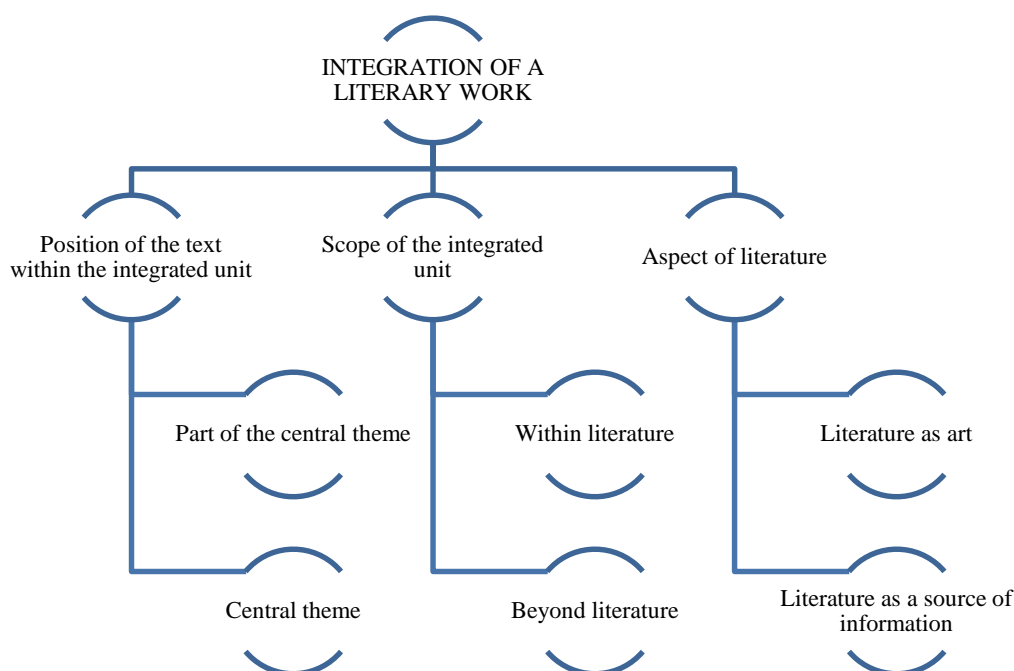 INTEGRATION OF A
LITERARY WORK
Position of the text
within the integrated unit
Scope of the integrated
unit
Aspect of literature
Part of the central theme
Within literature
Literature as art
Central theme
Beyond literature
Literature as a source of
information